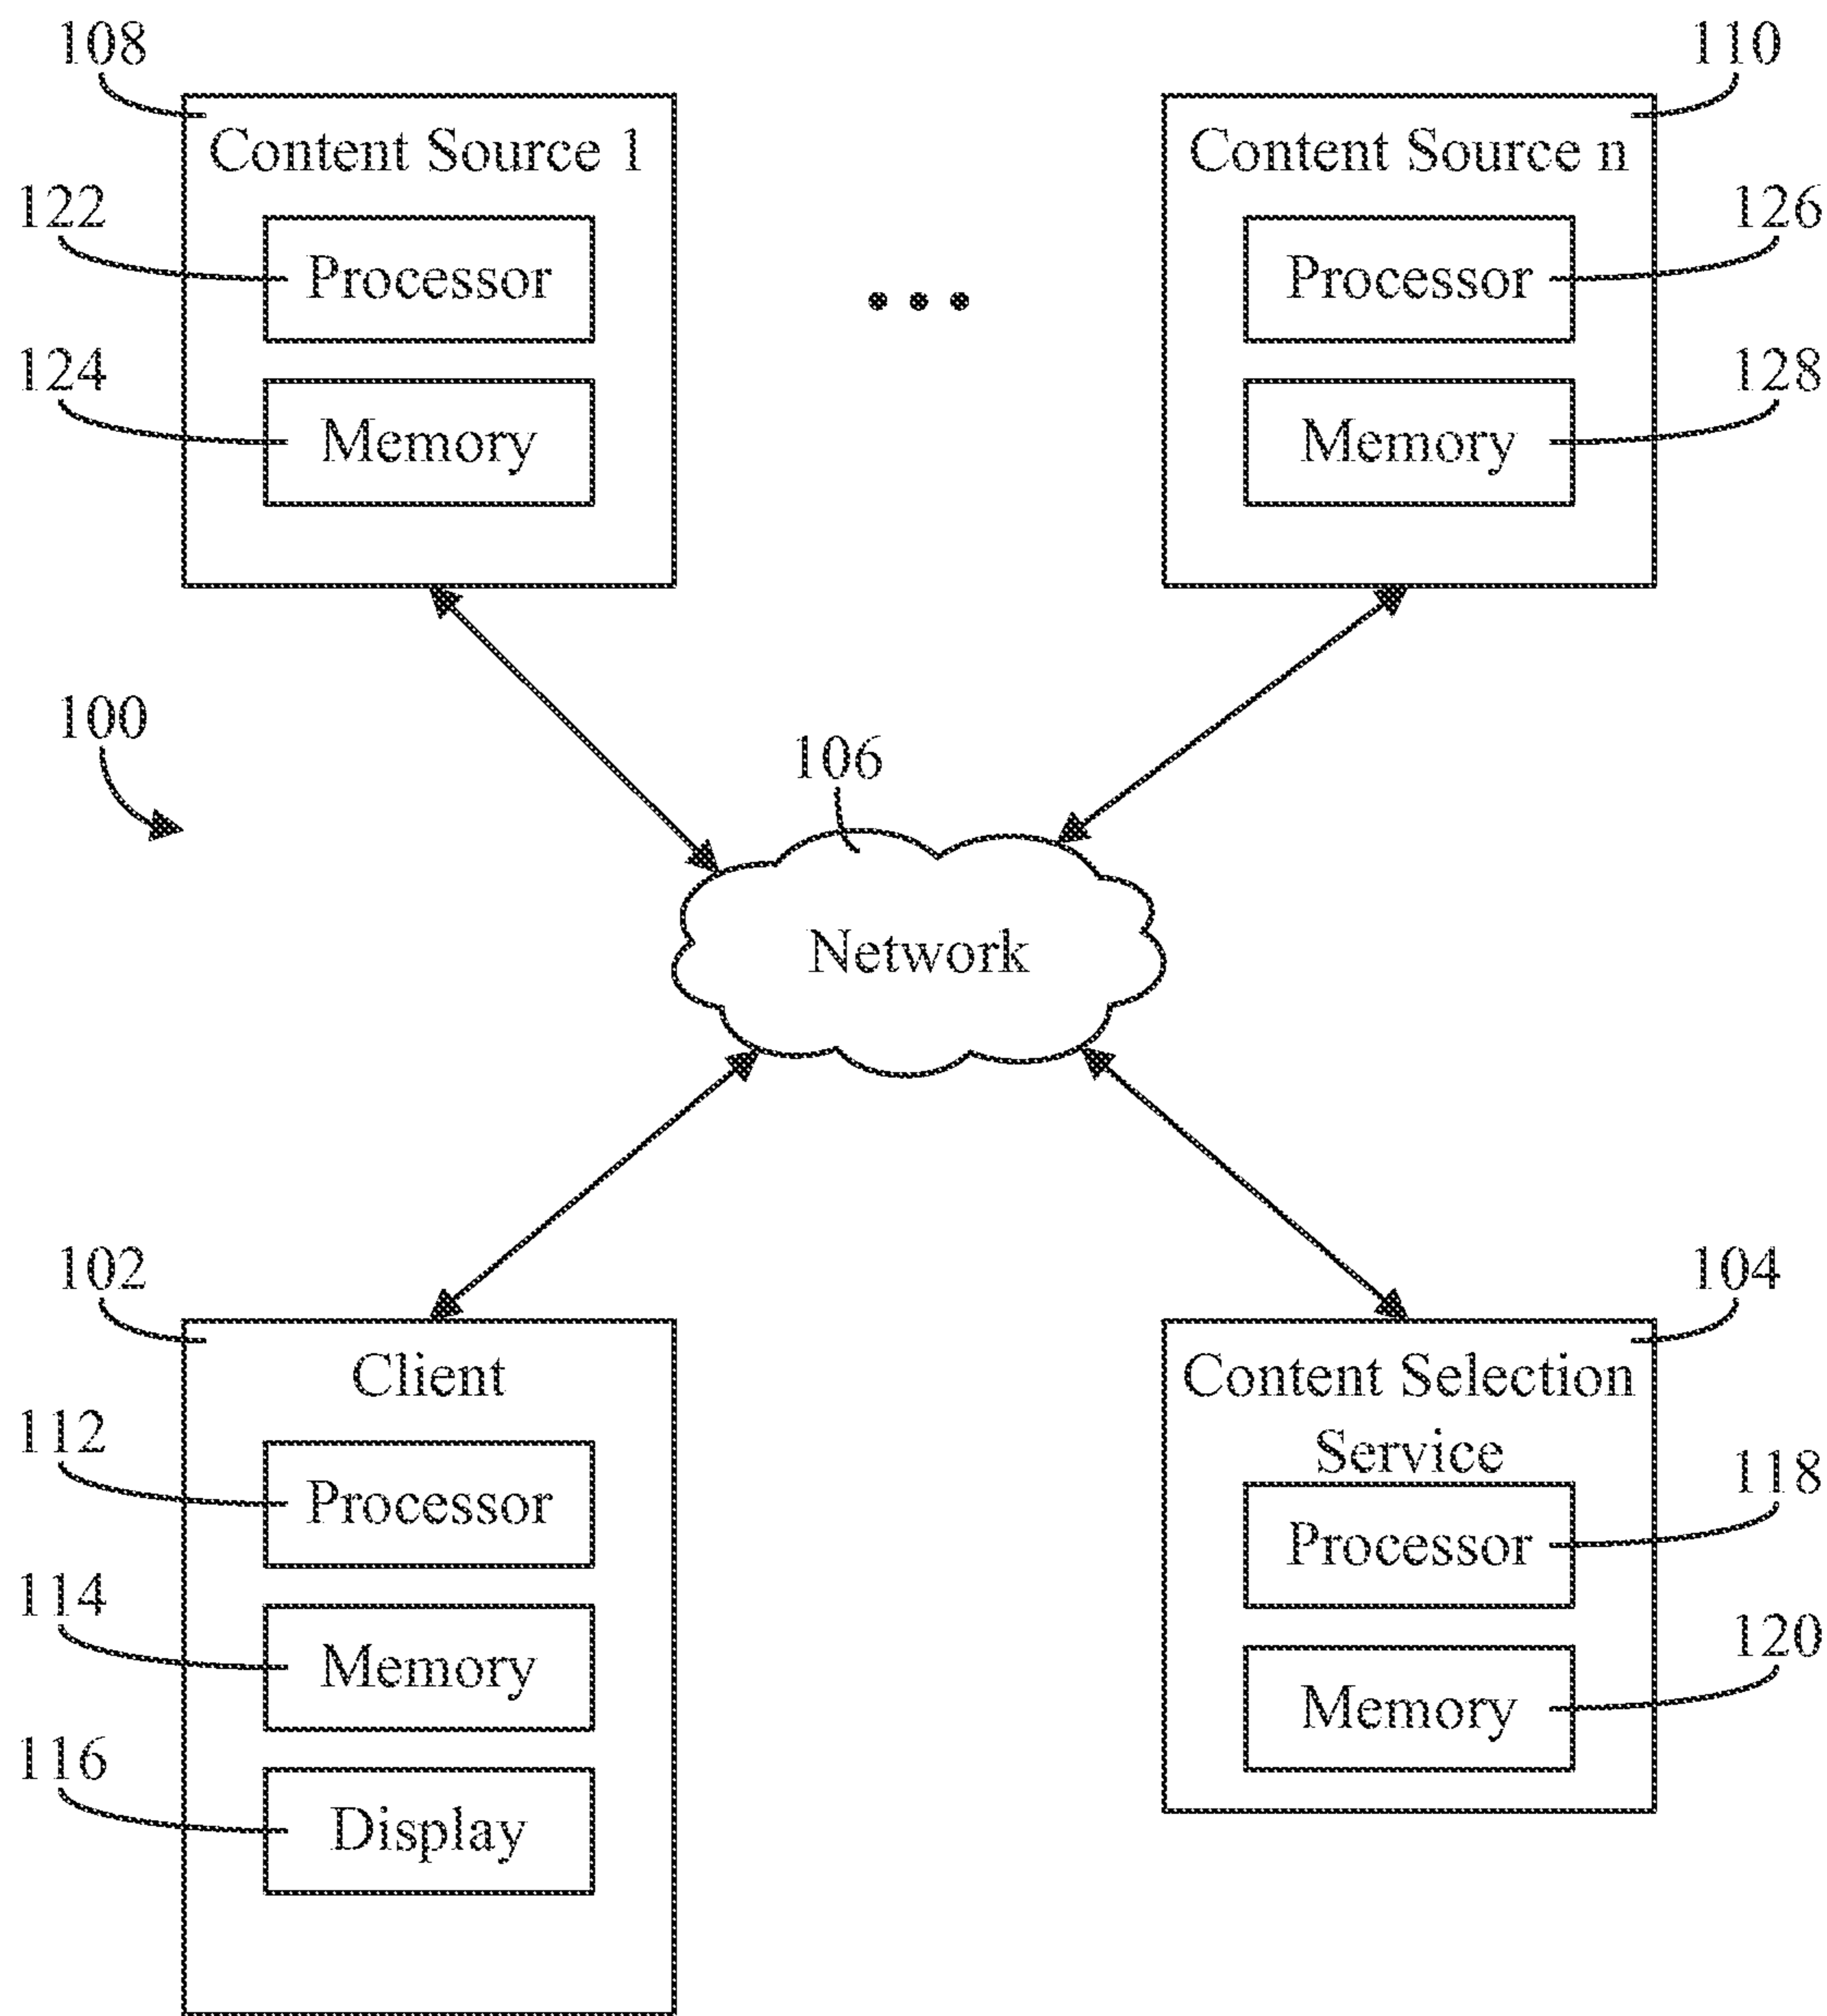 108
110
Content Source 1
Content Source n
122
126
Processor
Processor
124
128
Memory
Memory
100
106
Network
102
104
Client
Content Selection
Service
112
118
Processor
Processor
114
120
Memory
Memory
116
Display